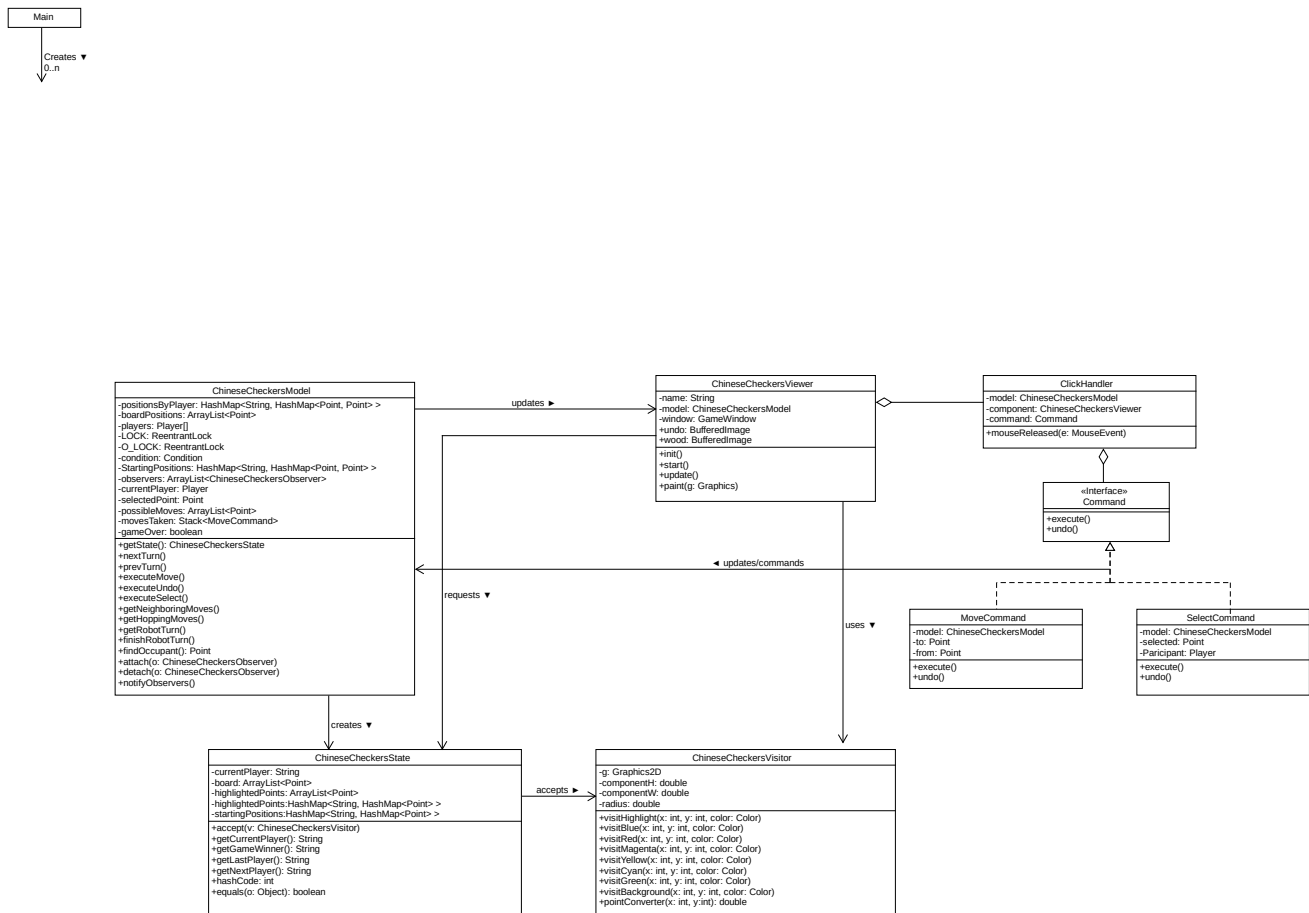 Main
Creates ▼
0..n
ChineseCheckersModel
-positionsByPlayer: HashMap<String, HashMap<Point, Point> >
-boardPositions: ArrayList<Point>
-players: Player[]
-LOCK: ReentrantLock
-O_LOCK: ReentrantLock
-condition: Condition
-StartingPositions: HashMap<String, HashMap<Point, Point> >
-observers: ArrayList<ChineseCheckersObserver>
-currentPlayer: Player
-selectedPoint: Point
-possibleMoves: ArrayList<Point>
-movesTaken: Stack<MoveCommand>
-gameOver: boolean
+getState(): ChineseCheckersState
+nextTurn()
+prevTurn()
+executeMove()
+executeUndo()
+executeSelect()
+getNeighboringMoves()
+getHoppingMoves()
+getRobotTurn()
+finishRobotTurn()
+findOccupant(): Point
+attach(o: ChineseCheckersObserver)
+detach(o: ChineseCheckersObserver)
+notifyObservers()
updates ►
ChineseCheckersViewer
-name: String
-model: ChineseCheckersModel
-window: GameWindow
+undo: BufferedImage
+wood: BufferedImage
+init()
+start()
+update()
+paint(g: Graphics)
ClickHandler
-model: ChineseCheckersModel
-component: ChineseCheckersViewer
-command: Command
+mouseReleased(e: MouseEvent)
«Interface»
Command
+execute()
+undo()
◄ updates/commands
requests ▼
uses ▼
MoveCommand
-model: ChineseCheckersModel
-to: Point
-from: Point
+execute()
+undo()
SelectCommand
-model: ChineseCheckersModel
-selected: Point
-Paricipant: Player
+execute()
+undo()
creates ▼
ChineseCheckersState
-currentPlayer: String
-board: ArrayList<Point>
-highlightedPoints: ArrayList<Point>
-highlightedPoints:HashMap<String, HashMap<Point> >
-startingPositions:HashMap<String, HashMap<Point> >
+accept(v: ChineseCheckersVisitor)
+getCurrentPlayer(): String
+getGameWinner(): String
+getLastPlayer(): String
+getNextPlayer(): String
+hashCode: int
+equals(o: Object): boolean
accepts ►
ChineseCheckersVisitor
-g: Graphics2D
-componentH: double
-componentW: double
-radius: double
+visitHighlight(x: int, y: int, color: Color)
+visitBlue(x: int, y: int, color: Color)
+visitRed(x: int, y: int, color: Color)
+visitMagenta(x: int, y: int, color: Color)
+visitYellow(x: int, y: int, color: Color)
+visitCyan(x: int, y: int, color: Color)
+visitGreen(x: int, y: int, color: Color)
+visitBackground(x: int, y: int, color: Color)
+pointConverter(x: int, y:int): double